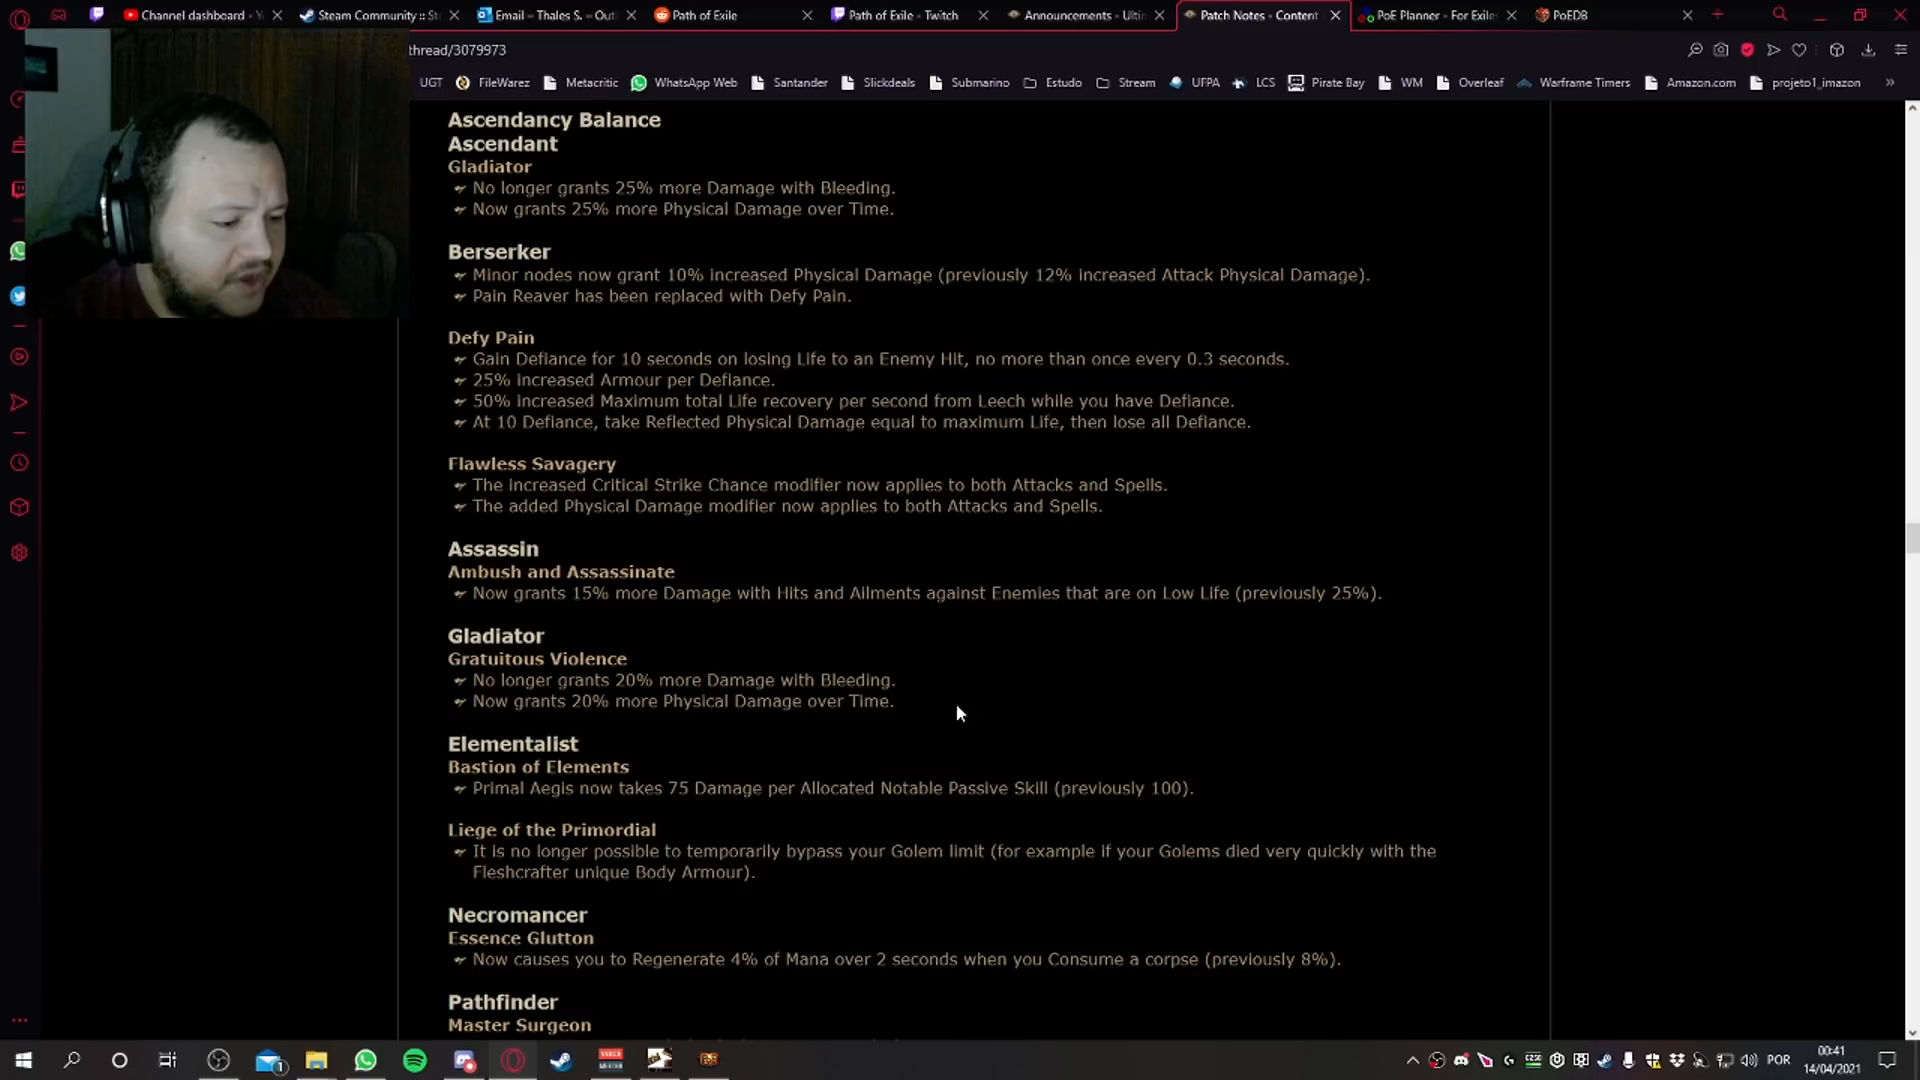 Channel dashboard - Y
Steam Community :: St
Email – Thales S. – Out
Path of Exile
Path of Exile - Twitch
Announcements - Ultin
Patch Notes - Content
PoE Planner - For Exile
PoEDB
thread/3079973
UGT
FileWarez
Metacritic
WhatsApp Web
Santander
Slickdeals
Submarino
Estudo
Stream
UFPA
LCS
Pirate Bay
WM
Overleaf
Warframe Timers
Amazon.com
projeto1_imazon
»
Ascendancy Balance
Ascendant
Gladiator
No longer grants 25% more Damage with Bleeding.
Now grants 25% more Physical Damage over Time.
Berserker
Minor nodes now grant 10% increased Physical Damage (previously 12% increased Attack Physical Damage).
Pain Reaver has been replaced with Defy Pain.
Defy Pain
Gain Defiance for 10 seconds on losing Life to an Enemy Hit, no more than once every 0.3 seconds.
25% increased Armour per Defiance.
50% increased Maximum total Life recovery per second from Leech while you have Defiance.
At 10 Defiance, take Reflected Physical Damage equal to maximum Life, then lose all Defiance.
Flawless Savagery
The increased Critical Strike Chance modifier now applies to both Attacks and Spells.
The added Physical Damage modifier now applies to both Attacks and Spells.
Assassin
Ambush and Assassinate
Now grants 15% more Damage with Hits and Ailments against Enemies that are on Low Life (previously 25%).
Gladiator
Gratuitous Violence
No longer grants 20% more Damage with Bleeding.
Now grants 20% more Physical Damage over Time.
Elementalist
Bastion of Elements
Primal Aegis now takes 75 Damage per Allocated Notable Passive Skill (previously 100).
Liege of the Primordial
It is no longer possible to temporarily bypass your Golem limit (for example if your Golems died very quickly with the
Fleshcrafter unique Body Armour).
Necromancer
Essence Glutton
Now causes you to Regenerate 4% of Mana over 2 seconds when you Consume a corpse (previously 8%).
Pathfinder
Master Surgeon
POR
00:41
14/04/2021